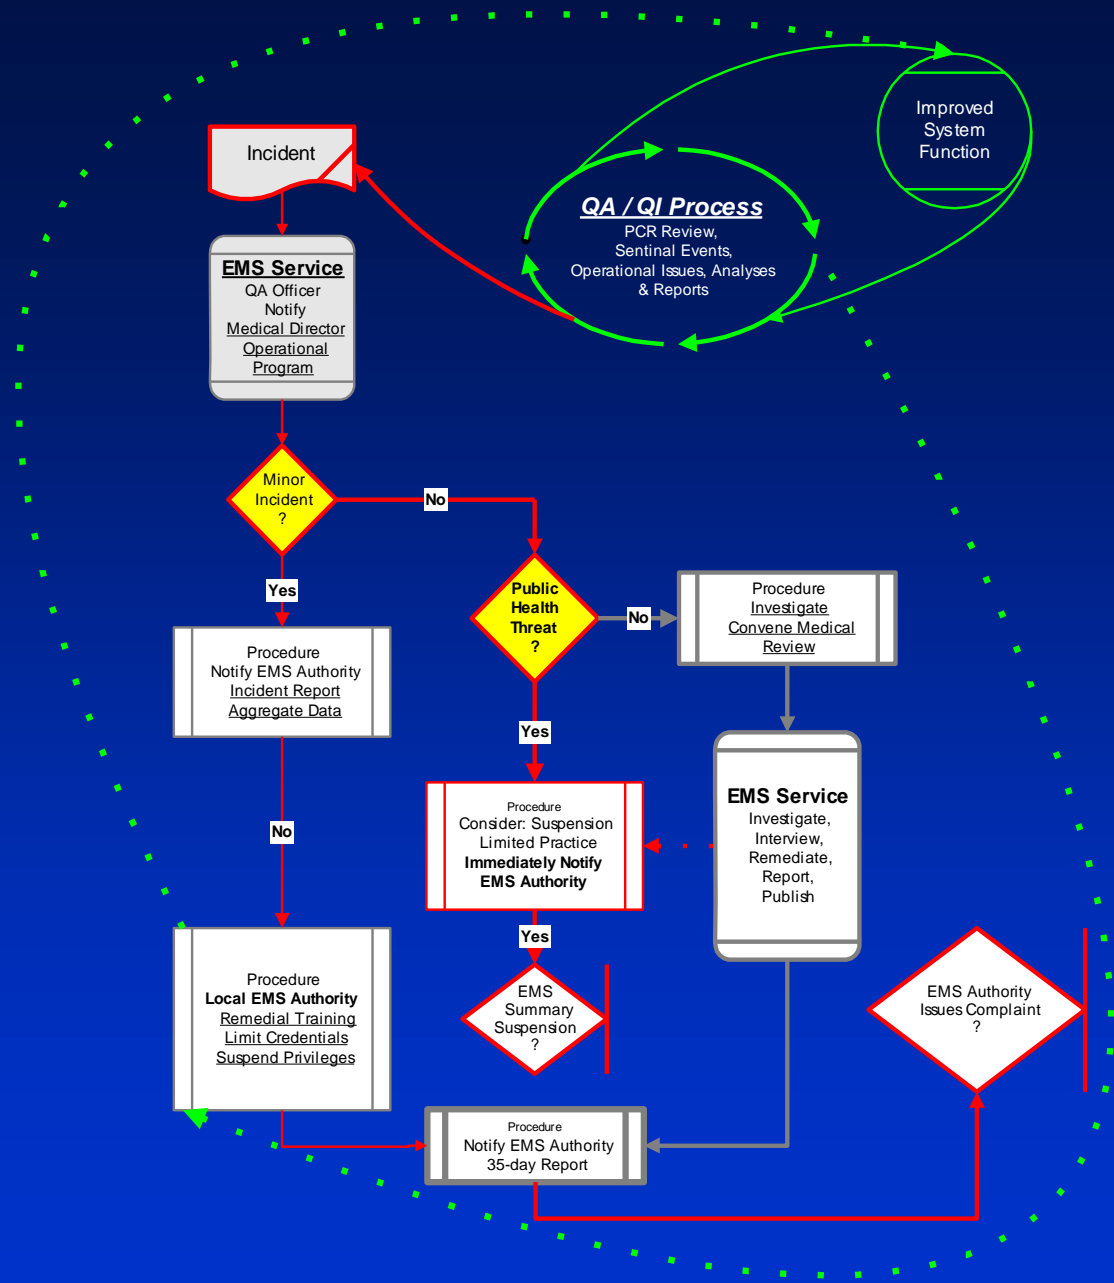 Improved
System
Function
Incident
QA / QI Process
PCR Review,
Sentinal Events,
Operational Issues, Analyses
& Reports
EMS Service
QA Officer
Notify
Medical Director
Operational
Program
Minor
Incident
?
No
Yes
Public
Health
Threat
?
No
Procedure
Investigate
Convene Medical
Review
Procedure
Notify EMS Authority
Incident Report
Aggregate Data
Yes
EMS Service
Investigate,
Interview,
Remediate,
Report,
Publish
Procedure
Consider: Suspension
Limited Practice
Immediately Notify
EMS Authority
No
Yes
Procedure
Local EMS Authority
Remedial Training
Limit Credentials
Suspend Privileges
EMS
Summary
Suspension
?
EMS Authority
Issues Complaint
?
Procedure
Notify EMS Authority
35-day Report